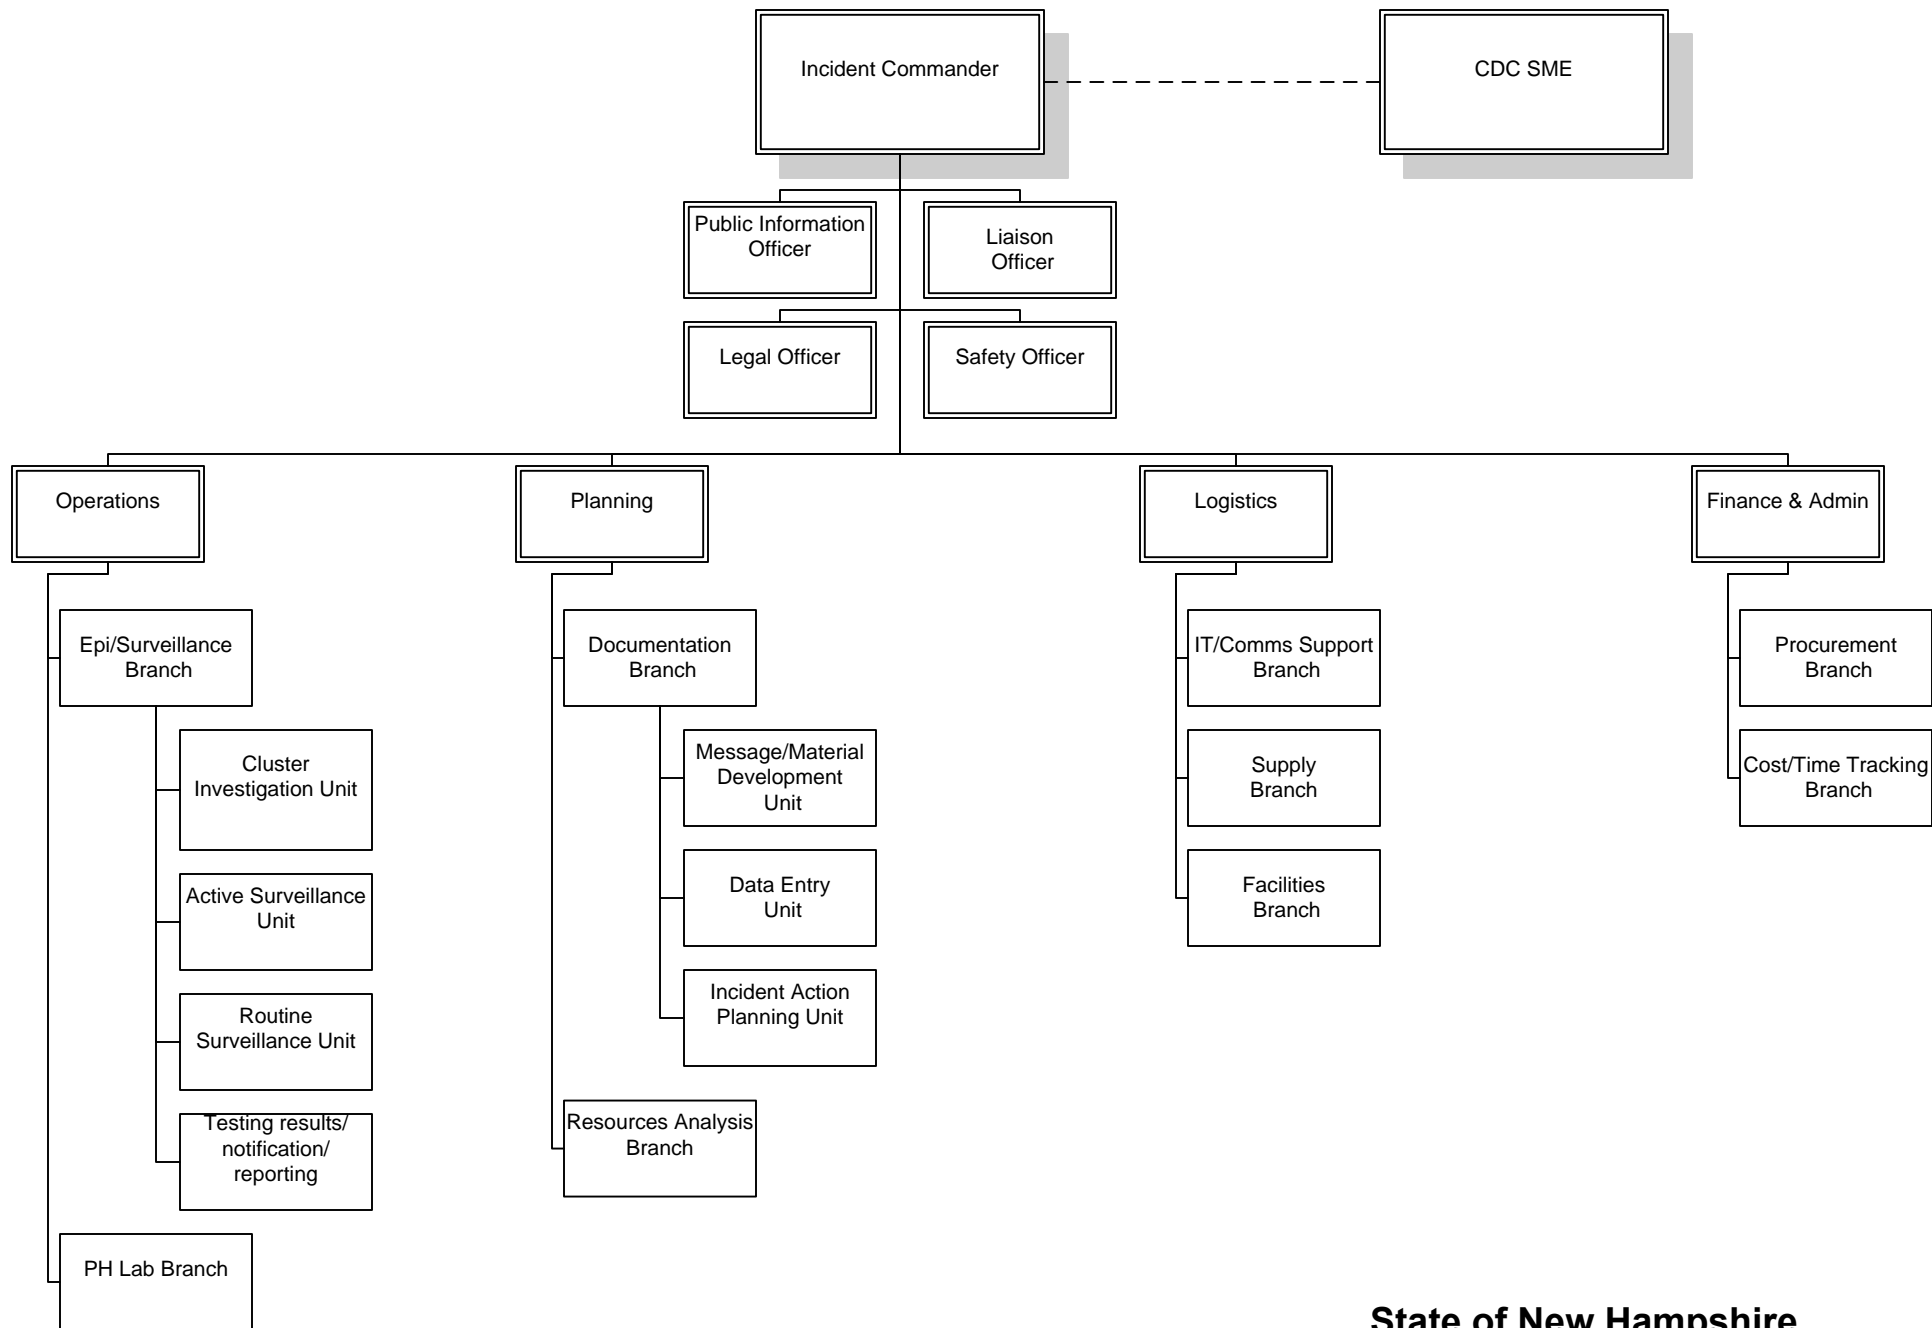 Incident Commander
CDC SME
Public Information
Officer
Liaison
Officer
Legal Officer
Safety Officer
Operations
Planning
Logistics
Finance & Admin
Epi/Surveillance
Branch
Cluster
Investigation Unit
Active Surveillance
Unit
Routine
Surveillance Unit
Testing results/
notification/
reporting
PH Lab Branch
Documentation
Branch
Message/Material
Development
Unit
Data Entry
Unit
Incident Action
Planning Unit
Resources Analysis
Branch
IT/Comms Support
Branch
Supply
Branch
Facilities
Branch
Procurement
Branch
Cost/Time Tracking
Branch
State of New Hampshire